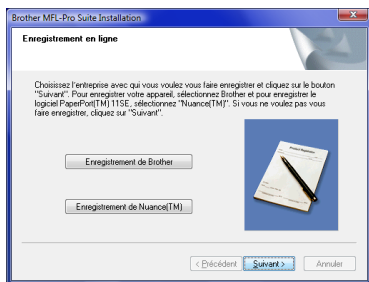 Brother MFL-Pro Suite Installation
Enregistrement en ligne
Choisissez l'entreprise avec qui vous voulez vous faire enregistrer et cliquez sur le bouton
"Suivant". Pour enregistrer votre appareil, sélectionnez Brother et pour enregistrer le
logiciel PaperPort(TM) 11SE, sélectionnez "Nuance(TM)". Si vous ne voulez pas vous
faire enregistrer, cliquez sur "Suivant".
Enregistrement de Brother
Product Registration
Enregistrement de Nuance(TM)
< Précédent
Suivant >
Annuler